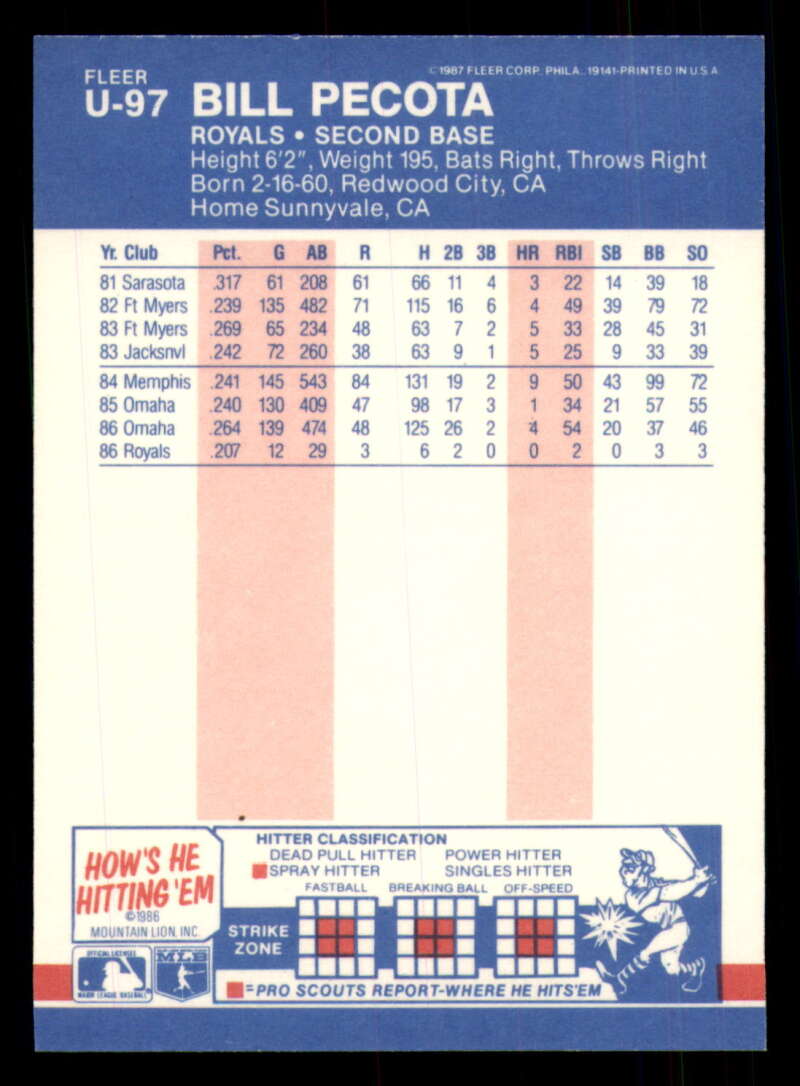 FLEER
©1987 FLEER CORP. PHILA., 19141-PRINTED IN U.S.A
U-97 BILL PECOTA
ROYALS • SECOND BASE
Height 6'2", Weight 195, Bats Right, Throws Right
Born 2-16-60, Redwood City, CA
Home Sunnyvale, CA
Yr. Club Pct. G AB R H 2B 3B HR RBI SB BB SO
81 Sarasota .317 61 208 61 66 11 4 3 22 14 39 18
82 Ft Myers .239 135 482 71 115 16 6 4 49 39 79 72
83 Ft Myers .269 65 234 48 63 7 2 5 33 28 45 31
83 Jacksnvl .242 72 260 38 63 9 1 5 25 9 33 39
84 Memphis .241 145 543 84 131 19 2 9 50 43 99 72
85 Omaha .240 130 409 47 98 17 3 1 34 21 57 55
86 Omaha .264 139 474 48 125 26 2 4 54 20 37 46
86 Royals .207 12 29 3 6 2 0 0 2 0 3 3
HOW'S HE
HITTING 'EM
©1986
MOUNTAIN LION, INC.
HITTER CLASSIFICATION
DEAD PULL HITTER POWER HITTER
SPRAY HITTER SINGLES HITTER
FASTBALL BREAKING BALL OFF-SPEED
STRIKE
ZONE
=PRO SCOUTS REPORT-WHERE HE HITS'EM
OFFICIAL LICENSEE
MAJOR LEAGUE BASEBALL
MLB